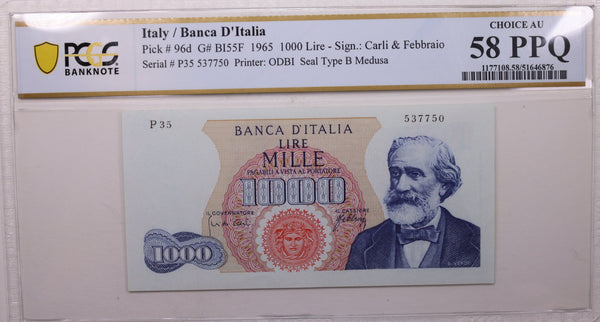 PCGS
BANKNOTE
Italy / Banca D'Italia
Pick # 96d G# BI55F 1965 1000 Lire - Sign.: Carli & Febbraio
Serial # P35 537750 Printer: ODBI Seal Type B Medusa
CHOICE AU
58 PPQ
1177108.58/51646876
P 35
537750
BANCA D'ITALIA
LIRE
MILLE
PAGABILI A VISTA AL PORTATORE
1000
IL GOVERNATORE
IL CASSIERE
1000
G. VERDI